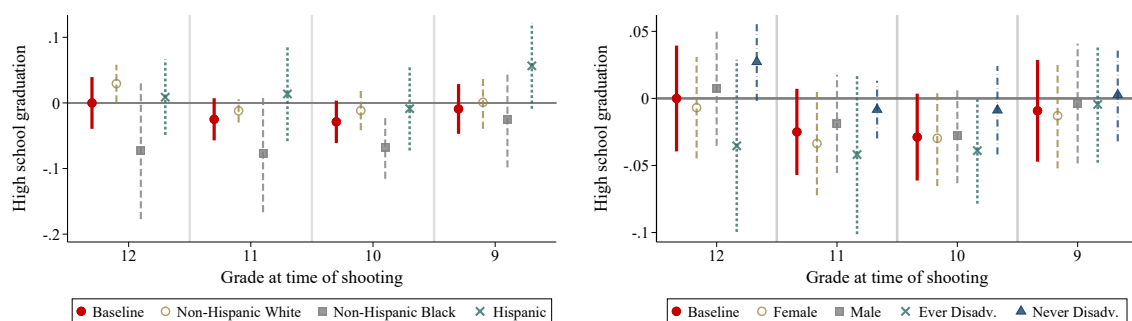 High school graduation
.1
0
-.1
-.2
12 11 10 9
Grade at time of shooting
Baseline Non-Hispanic White Non-Hispanic Black Hispanic
High school graduation
.05
0
-.05
-.1
12 11 10 9
Grade at time of shooting
Baseline Female Male Ever Disadv. Never Disadv.